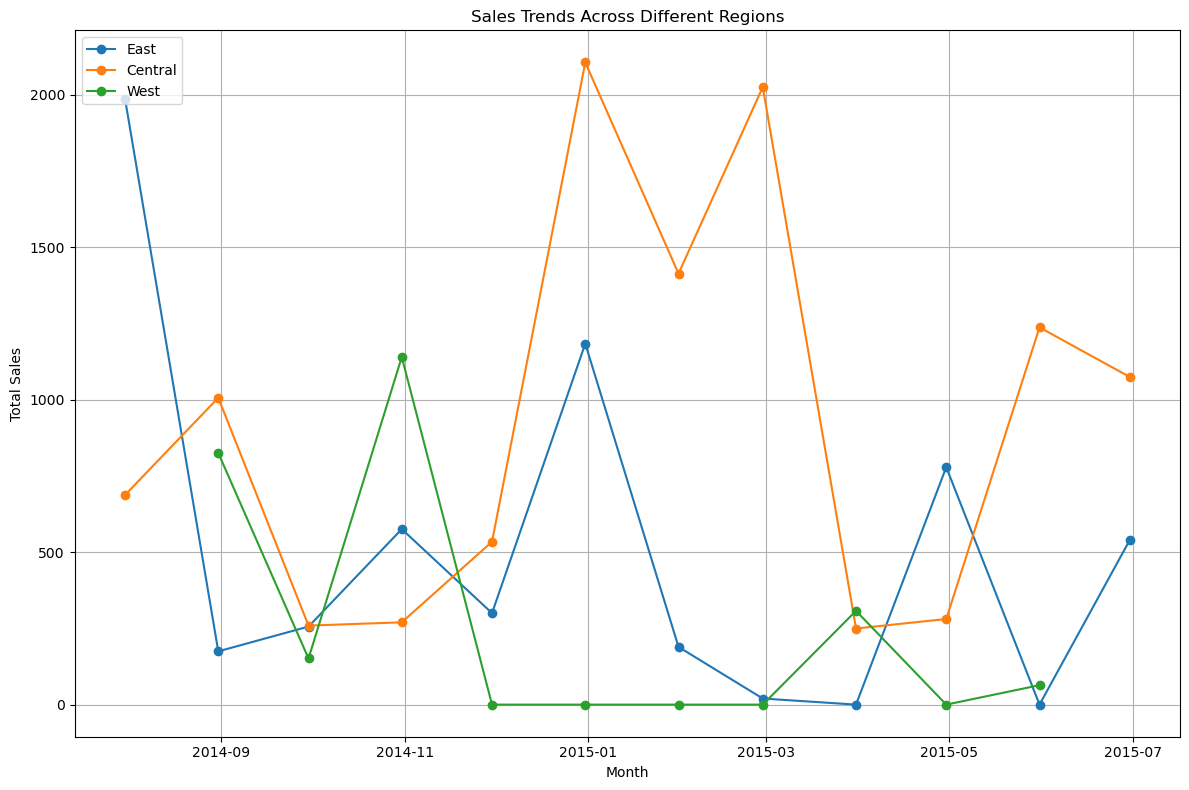 Sales Trends Across Different Regions
East
Central
West
Total Sales
2000
1500
1000
500
0
2014-09
2014-11
2015-01
2015-03
2015-05
2015-07
Month